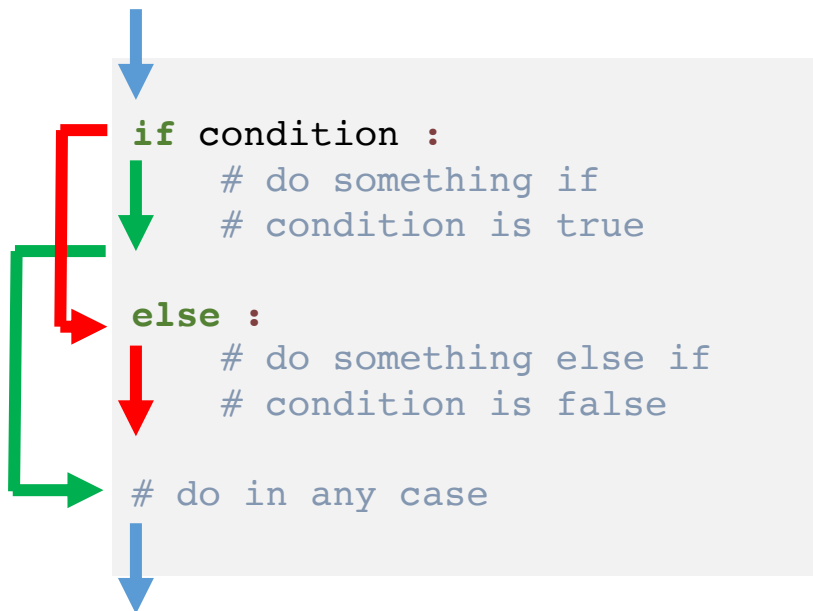 if condition :
# do something if
# condition is true
else :
# do something else if
# condition is false
# do in any case